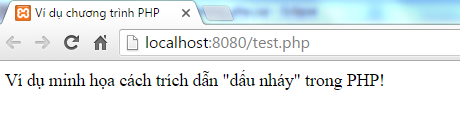 Ví dụ chương trình PHP
localhost:8080/test.php
Ví dụ minh họa cách trích dẫn "dấu nháy" trong PHP!